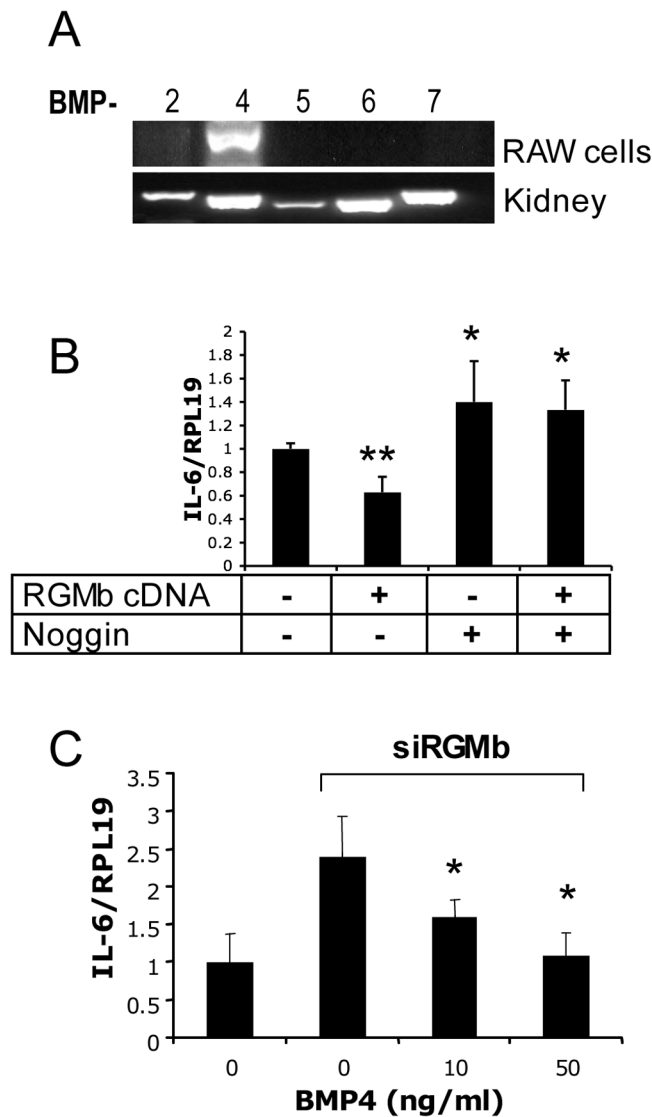 A
BMP- 2 4 5 6 7
RAW cells
Kidney
B
IL-6/RPL19
2
1.8
1.6
1.4
1.2
1
0.8
0.6
0.4
0.2
0
**
*
*
RGMb cDNA - + - +
Noggin - - + +
C
siRGMb
IL-6/RPL19
3.5
3
2.5
2
1.5
1
0.5
0
*
*
0 0 10 50
BMP4 (ng/ml)